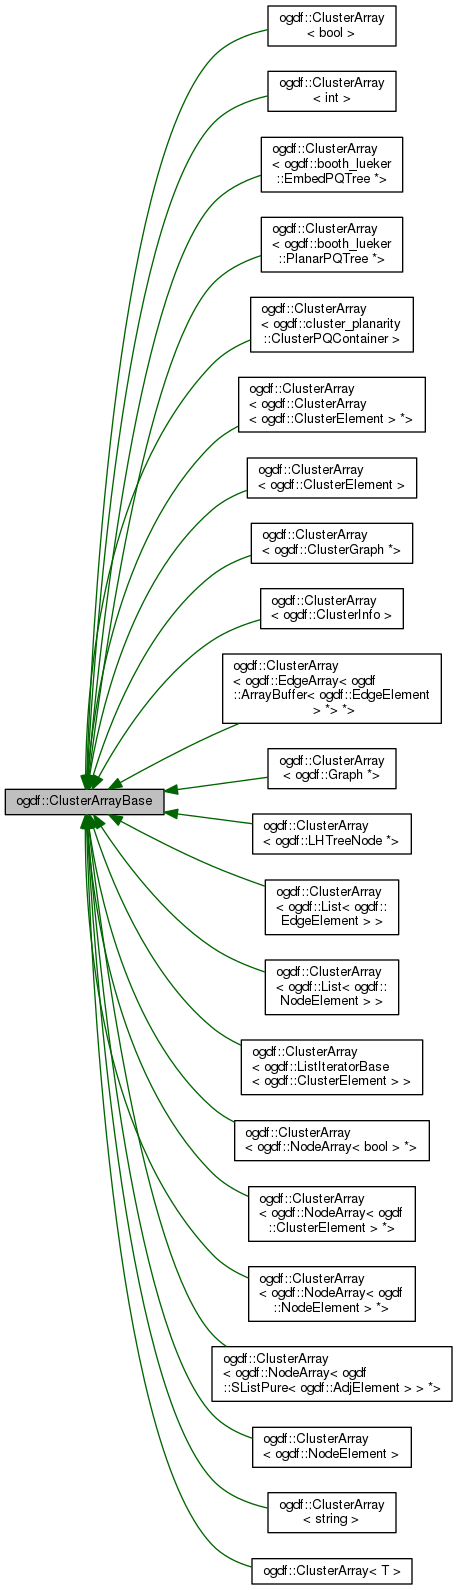 ogdf::ClusterArray
< bool >
ogdf::ClusterArray
< int >
ogdf::ClusterArray
< ogdf::booth_lueker
::EmbedPQTree *>
ogdf::ClusterArray
< ogdf::booth_lueker
::PlanarPQTree *>
ogdf::ClusterArray
< ogdf::cluster_planarity
::ClusterPQContainer >
ogdf::ClusterArray
< ogdf::ClusterArray
< ogdf::ClusterElement > *>
ogdf::ClusterArray
< ogdf::ClusterElement >
ogdf::ClusterArray
< ogdf::ClusterGraph *>
ogdf::ClusterArray
< ogdf::ClusterInfo >
ogdf::ClusterArray
< ogdf::EdgeArray< ogdf
::ArrayBuffer< ogdf::EdgeElement
> *> *>
ogdf::ClusterArray
< ogdf::Graph *>
ogdf::ClusterArrayBase
ogdf::ClusterArray
< ogdf::LHTreeNode *>
ogdf::ClusterArray
< ogdf::List< ogdf::
EdgeElement > >
ogdf::ClusterArray
< ogdf::List< ogdf::
NodeElement > >
ogdf::ClusterArray
< ogdf::ListIteratorBase
< ogdf::ClusterElement > >
ogdf::ClusterArray
< ogdf::NodeArray< bool > *>
ogdf::ClusterArray
< ogdf::NodeArray< ogdf
::ClusterElement > *>
ogdf::ClusterArray
< ogdf::NodeArray< ogdf
::NodeElement > *>
ogdf::ClusterArray
< ogdf::NodeArray< ogdf
::SListPure< ogdf::AdjElement > > *>
ogdf::ClusterArray
< ogdf::NodeElement >
ogdf::ClusterArray
< string >
ogdf::ClusterArray< T >